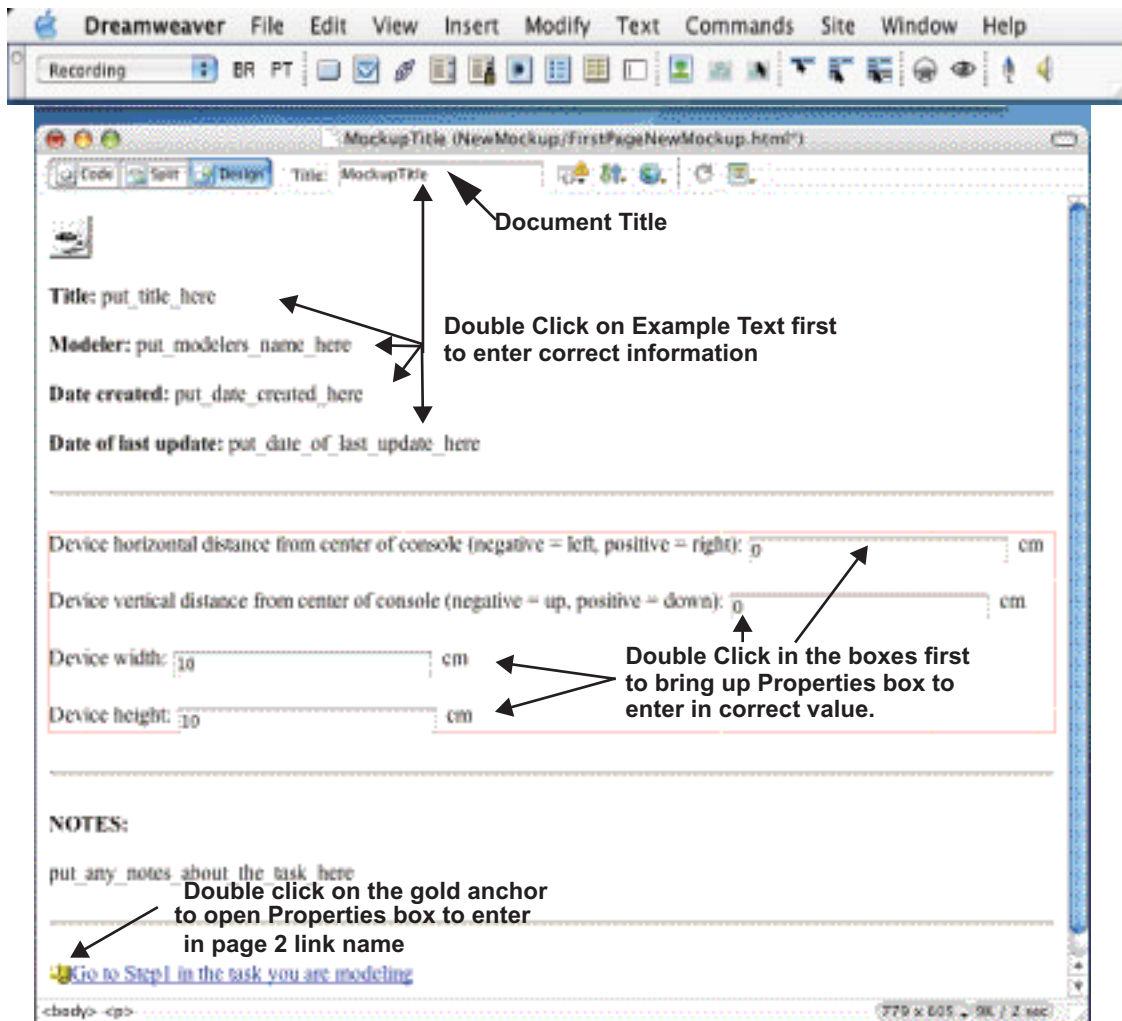 Dreamweaver File Edit View Insert Modify Text Commands Site Window Help
Recording BR PT
MockupTitle (NewMockup/FirstPageNewMockup.html*)
Code Split Design Title: MockupTitle
Document Title
Title: put_title_here
Double Click on Example Text first
to enter correct information
Modeler: put_modelers_name_here
Date created: put_date_created_here
Date of last update: put_date_of_last_update_here
Device horizontal distance from center of console (negative = left, positive = right): 0 cm
Device vertical distance from center of console (negative = up, positive = down): 0 cm
Device width: 10 cm
Double Click in the boxes first
to bring up Properties box to
enter in correct value.
Device height: 10 cm
NOTES:
put_any_notes_about_the_task_here
Double click on the gold anchor
to open Properties box to enter
in page 2 link name
Go to Step1 in the task you are modeling
<body> <p> 779 x 605 9K / 2 sec